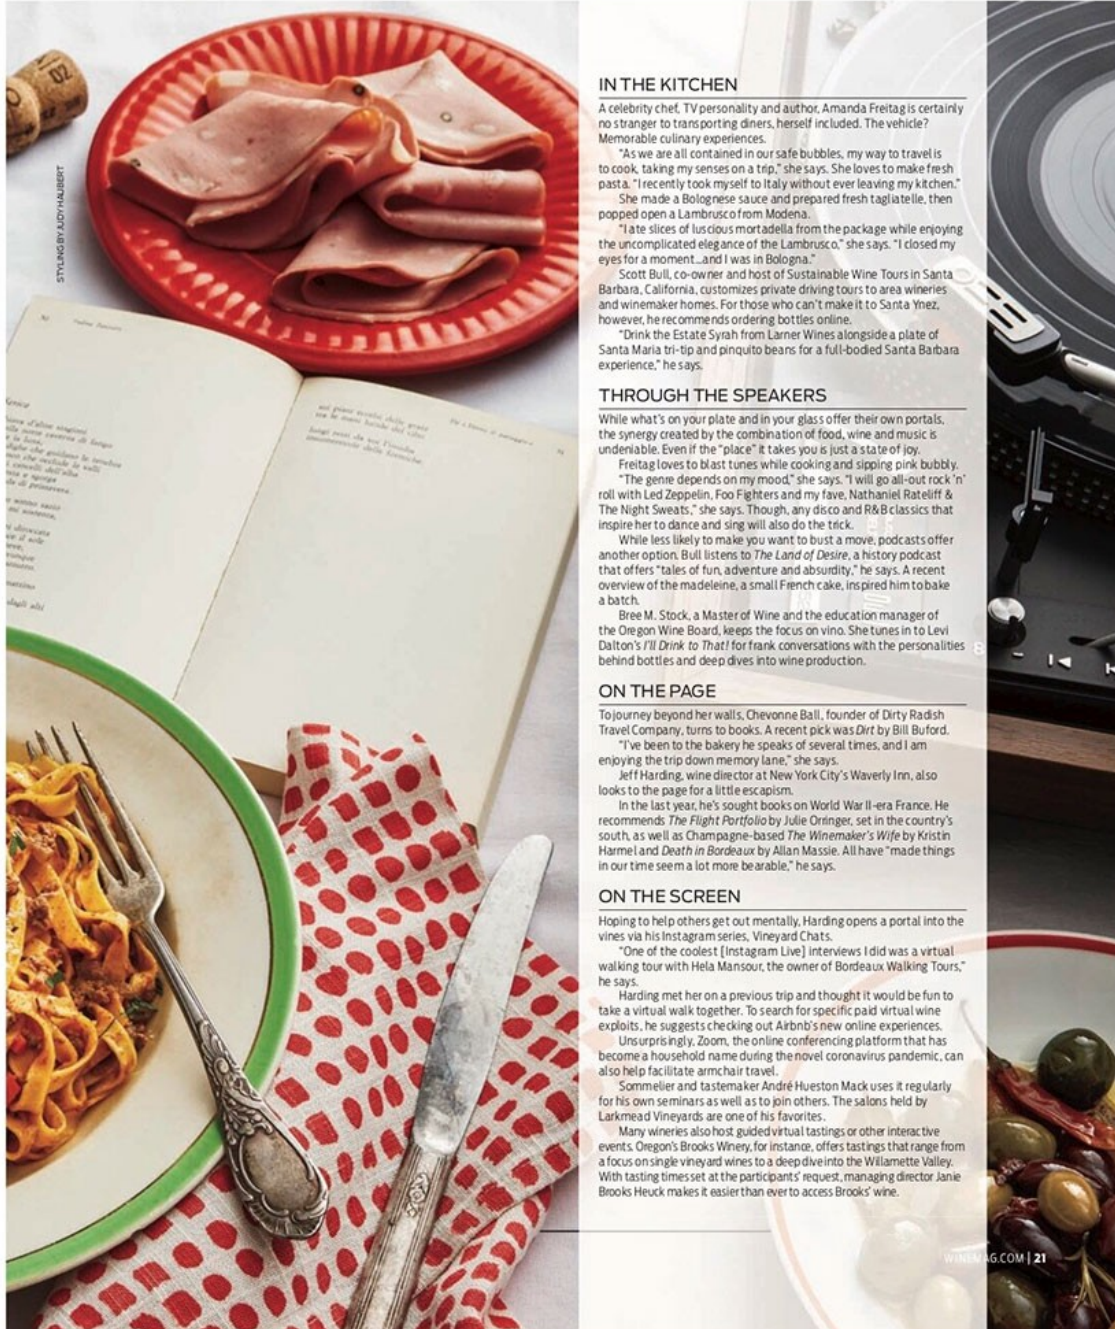 02
STYLING BY JUDY HAUBERT
IN THE KITCHEN
A celebrity chef, TV personality and author, Amanda Freitag is certainly
no stranger to transporting diners, herself included. The vehicle?
Memorable culinary experiences.
"As we are all contained in our safe bubbles, my way to travel is
to cook, taking my senses on a trip," she says. She loves to make fresh
pasta. "I recently took myself to Italy without ever leaving my kitchen."
She made a Bolognese sauce and prepared fresh tagliatelle, then
popped open a Lambrusco from Modena.
"I ate slices of luscious mortadella from the package while enjoying
the uncomplicated elegance of the Lambrusco," she says. "I closed my
eyes for a moment...and I was in Bologna."
Scott Bull, co-owner and host of Sustainable Wine Tours in Santa
Barbara, California, customizes private driving tours to area wineries
and winemaker homes. For those who can't make it to Santa Ynez,
however, he recommends ordering bottles online.
"Drink the Estate Syrah from Larner Wines alongside a plate of
Santa Maria tri-tip and pinquito beans for a full-bodied Santa Barbara
experience," he says.
THROUGH THE SPEAKERS
While what's on your plate and in your glass offer their own portals,
the synergy created by the combination of food, wine and music is
undeniable. Even if the "place" it takes you is just a state of joy.
Freitag loves to blast tunes while cooking and sipping pink bubbly.
"The genre depends on my mood," she says. "I will go all-out rock 'n'
roll with Led Zeppelin, Foo Fighters and my fave, Nathaniel Rateliff &
The Night Sweats," she says. Though, any disco and R&B classics that
inspire her to dance and sing will also do the trick.
While less likely to make you want to bust a move, podcasts offer
another option. Bull listens to The Land of Desire, a history podcast
that offers "tales of fun, adventure and absurdity," he says. A recent
overview of the madeleine, a small French cake, inspired him to bake
a batch.
Bree M. Stock, a Master of Wine and the education manager of
the Oregon Wine Board, keeps the focus on vino. She tunes in to Levi
Dalton's I'll Drink to That! for frank conversations with the personalities
behind bottles and deep dives into wine production.
ON THE PAGE
To journey beyond her walls, Chevonne Ball, founder of Dirty Radish
Travel Company, turns to books. A recent pick was Dirt by Bill Buford.
"I've been to the bakery he speaks of several times, and I am
enjoying the trip down memory lane," she says.
Jeff Harding, wine director at New York City's Waverly Inn, also
looks to the page for a little escapism.
In the last year, he's sought books on World War II-era France. He
recommends The Flight Portfolio by Julie Orringer, set in the country's
south, as well as Champagne-based The Winemaker's Wife by Kristin
Harmel and Death in Bordeaux by Allan Massie. All have "made things
in our time seem a lot more bearable," he says.
ON THE SCREEN
Hoping to help others get out mentally, Harding opens a portal into the
vines via his Instagram series, Vineyard Chats.
"One of the coolest [Instagram Live] interviews I did was a virtual
walking tour with Hela Mansour, the owner of Bordeaux Walking Tours,"
he says.
Harding met her on a previous trip and thought it would be fun to
take a virtual walk together. To search for specific paid virtual wine
exploits, he suggests checking out Airbnb's new online experiences.
Unsurprisingly, Zoom, the online conferencing platform that has
become a household name during the novel coronavirus pandemic, can
also help facilitate armchair travel.
Sommelier and tastemaker André Hueston Mack uses it regularly
for his own seminars as well as to join others. The salons held by
Larkmead Vineyards are one of his favorites.
Many wineries also host guided virtual tastings or other interactive
events. Oregon's Brooks Winery, for instance, offers tastings that range from
a focus on single vineyard wines to a deep dive into the Willamette Valley.
With tasting times set at the participants' request, managing director Janie
Brooks Heuck makes it easier than ever to access Brooks' wine.
WINEMAG.COM | 21